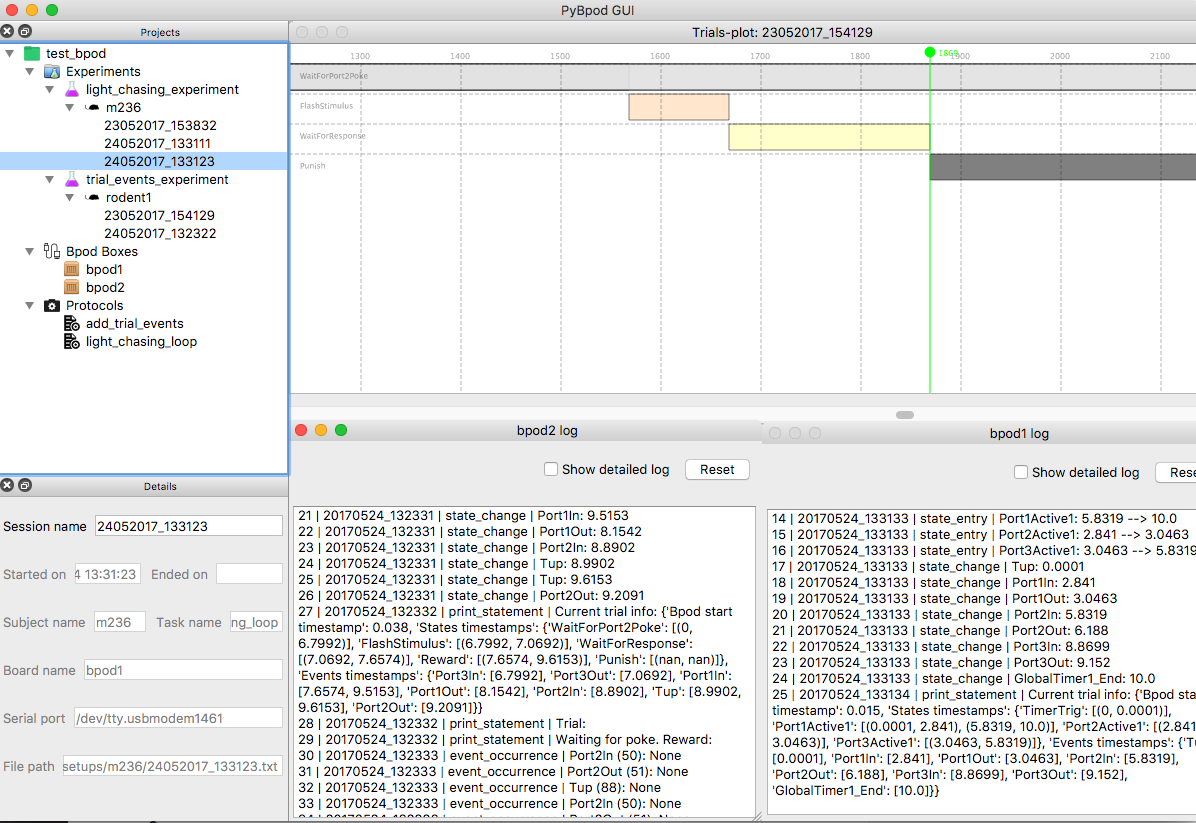 PyBpod GUI
Projects
test_bpod
Experiments
light_chasing_experiment
m236
23052017_153832
24052017_133111
24052017_133123
trial_events_experiment
rodent1
23052017_154129
24052017_132322
Bpod Boxes
bpod1
bpod2
Protocols
add_trial_events
light_chasing_loop
Details
Session name 24052017_133123
Started on 4 13:31:23 Ended on
Subject name m236 Task name ng_loop
Board name bpod1
Serial port /dev/tty.usbmodem1461
File path setups/m236/24052017_133123.txt
Trials-plot: 23052017_154129
1300 1400 1500 1600 1700 1800 1869 1900 2000 2100
WaitForPort2Poke
FlashStimulus
WaitForResponse
Punish
bpod2 log
Show detailed log Reset
21 | 20170524_132331 | state_change | Port1In: 9.5153
22 | 20170524_132331 | state_change | Port1Out: 8.1542
23 | 20170524_132331 | state_change | Port2In: 8.8902
24 | 20170524_132331 | state_change | Tup: 8.9902
25 | 20170524_132331 | state_change | Tup: 9.6153
26 | 20170524_132331 | state_change | Port2Out: 9.2091
27 | 20170524_132332 | print_statement | Current trial info: {'Bpod start
timestamp': 0.038, 'States timestamps': {'WaitForPort2Poke': [(0,
6.7992)], 'FlashStimulus': [(6.7992, 7.0692)], 'WaitForResponse':
[(7.0692, 7.6574)], 'Reward': [(7.6574, 9.6153)], 'Punish': [(nan, nan)]},
'Events timestamps': {'Port3In': [6.7992], 'Port3Out': [7.0692], 'Port1In':
[7.6574, 9.5153], 'Port1Out': [8.1542], 'Port2In': [8.8902], 'Tup': [8.9902,
9.6153], 'Port2Out': [9.2091]}}
28 | 20170524_132332 | print_statement | Trial:
29 | 20170524_132332 | print_statement | Waiting for poke. Reward:
30 | 20170524_132333 | event_occurrence | Port2In (50): None
31 | 20170524_132333 | event_occurrence | Port2Out (51): None
32 | 20170524_132333 | event_occurrence | Tup (88): None
33 | 20170524_132333 | event_occurrence | Port2In (50): None
bpod1 log
Show detailed log Rese
14 | 20170524_133133 | state_entry | Port1Active1: 5.8319 --> 10.0
15 | 20170524_133133 | state_entry | Port2Active1: 2.841 --> 3.0463
16 | 20170524_133133 | state_entry | Port3Active1: 3.0463 --> 5.8319
17 | 20170524_133133 | state_change | Tup: 0.0001
18 | 20170524_133133 | state_change | Port1In: 2.841
19 | 20170524_133133 | state_change | Port1Out: 3.0463
20 | 20170524_133133 | state_change | Port2In: 5.8319
21 | 20170524_133133 | state_change | Port2Out: 6.188
22 | 20170524_133133 | state_change | Port3In: 8.8699
23 | 20170524_133133 | state_change | Port3Out: 9.152
24 | 20170524_133133 | state_change | GlobalTimer1_End: 10.0
25 | 20170524_133134 | print_statement | Current trial info: {'Bpod sta
timestamp': 0.015, 'States timestamps': {'TimerTrig': [(0, 0.0001)],
'Port1Active1': [(0.0001, 2.841), (5.8319, 10.0)], 'Port2Active1': [(2.841
3.0463)], 'Port3Active1': [(3.0463, 5.8319)]}, 'Events timestamps': {'Tu
[0.0001], 'Port1In': [2.841], 'Port1Out': [3.0463], 'Port2In': [5.8319],
'Port2Out': [6.188], 'Port3In': [8.8699], 'Port3Out': [9.152],
'GlobalTimer1_End': [10.0]}}